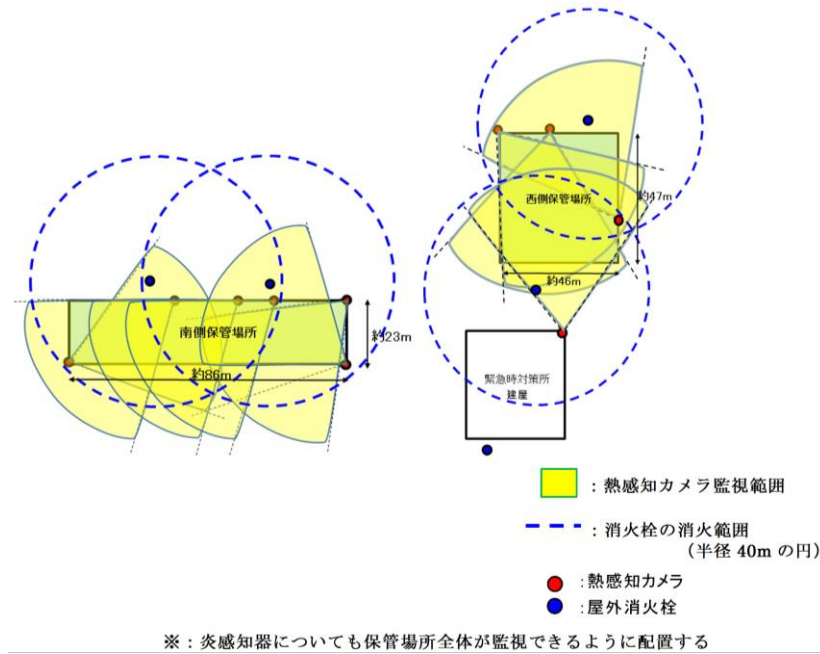 西側保管場所
約47m
約46m
南側保管場所
約23m
約86m
緊急時対策所
建屋
：熱感知カメラ監視範囲
：消火栓の消火範囲
（半径 40m の円）
：熱感知カメラ
：屋外消火栓
※：炎感知器についても保管場所全体が監視できるように配置する